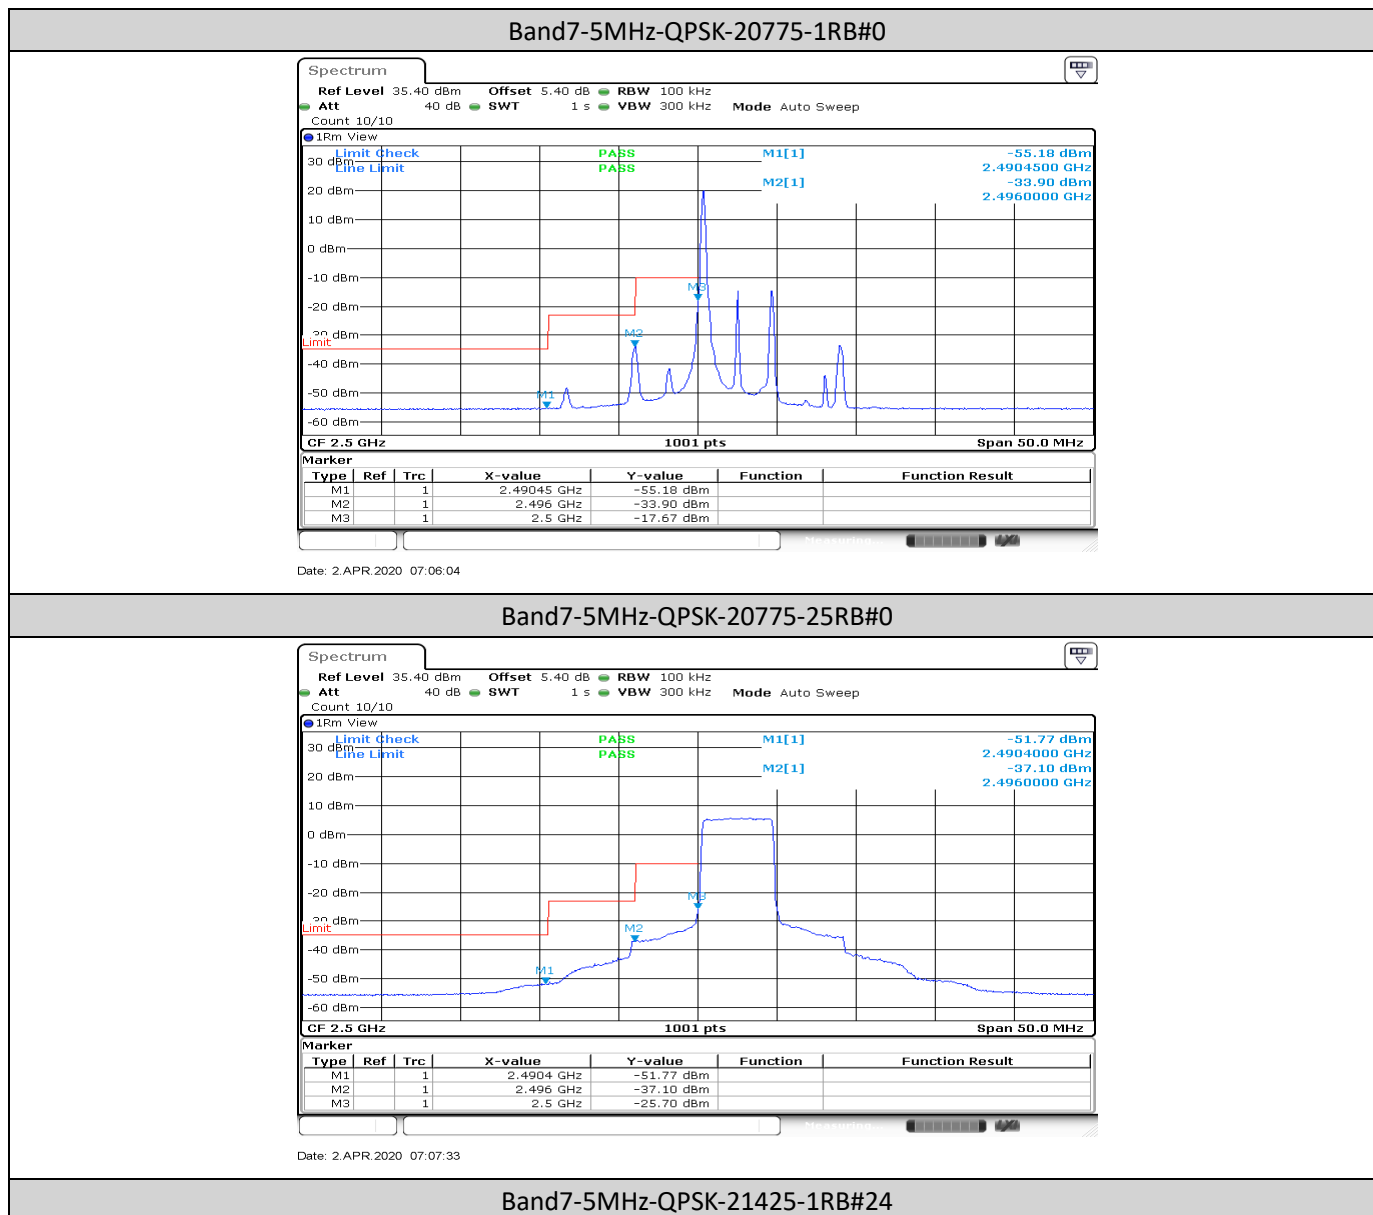 Band7-5MHz-QPSK-20775-1RB#0
Spectrum
Ref Level 35.40 dBm Offset 5.40 dB RBW 100 kHz
Att 40 dB SWT 1 s VBW 300 kHz Mode Auto Sweep
Count 10/10
1Rm View
Limit Check PASS M1[1] -55.18 dBm
30 dBm
Line Limit PASS 2.4904500 GHz
M2[1] -33.90 dBm
20 dBm
2.4960000 GHz
10 dBm
0 dBm
-10 dBm
M3
-20 dBm
M2
-30 dBm
Limit
-40 dBm
-50 dBm
M1
-60 dBm
CF 2.5 GHz 1001 pts Span 50.0 MHz
Marker
Type Ref Trc X-value Y-value Function Function Result
M1 1 2.49045 GHz -55.18 dBm
M2 1 2.496 GHz -33.90 dBm
M3 1 2.5 GHz -17.67 dBm
Measuring...
Date: 2.APR.2020 07:06:04
Band7-5MHz-QPSK-20775-25RB#0
Spectrum
Ref Level 35.40 dBm Offset 5.40 dB RBW 100 kHz
Att 40 dB SWT 1 s VBW 300 kHz Mode Auto Sweep
Count 10/10
1Rm View
Limit Check PASS M1[1] -51.77 dBm
30 dBm
Line Limit PASS 2.4904000 GHz
M2[1] -37.10 dBm
20 dBm
2.4960000 GHz
10 dBm
0 dBm
-10 dBm
-20 dBm
M3
-30 dBm
Limit
M2
-40 dBm
M1
-50 dBm
-60 dBm
CF 2.5 GHz 1001 pts Span 50.0 MHz
Marker
Type Ref Trc X-value Y-value Function Function Result
M1 1 2.4904 GHz -51.77 dBm
M2 1 2.496 GHz -37.10 dBm
M3 1 2.5 GHz -25.70 dBm
Measuring...
Date: 2.APR.2020 07:07:33
Band7-5MHz-QPSK-21425-1RB#24